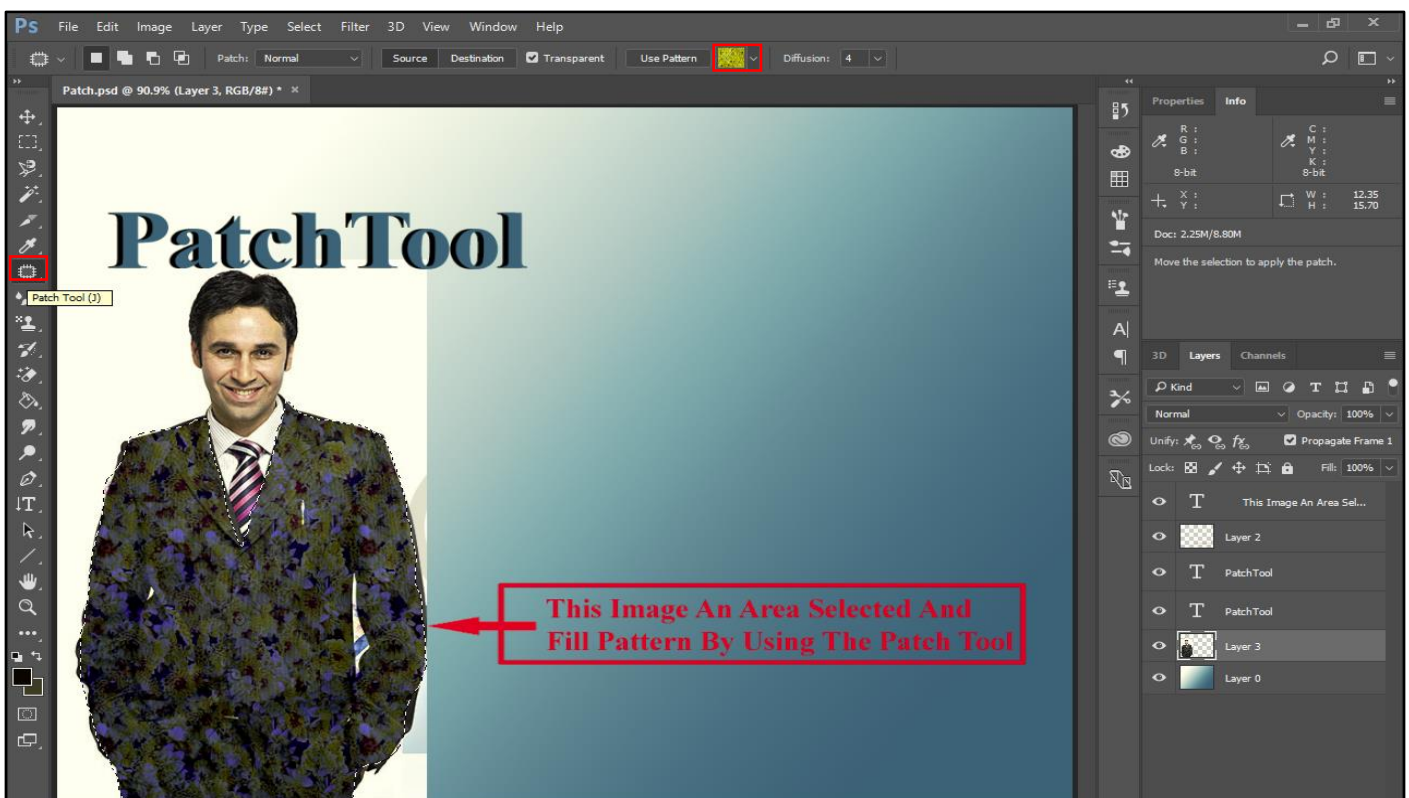 Ps File Edit Image Layer Type Select Filter 3D View Window Help
Patch: Normal Source Destination Transparent Use Pattern Diffusion: 4
Patch.psd @ 90.9% (Layer 3, RGB/8#) * ×
PatchTool
Patch Tool (J)
This Image An Area Selected And
Fill Pattern By Using The Patch Tool
Properties Info
R : C :
G : M :
B : Y :
K :
8-bit 8-bit
X : W : 12.35
Y : H : 15.70
Doc: 2.25M/8.80M
Move the selection to apply the patch.
3D Layers Channels
Kind
Normal Opacity: 100%
Unify: Propagate Frame 1
Lock: Fill: 100%
T This Image An Area Sel...
Layer 2
T PatchTool
T PatchTool
Layer 3
Layer 0